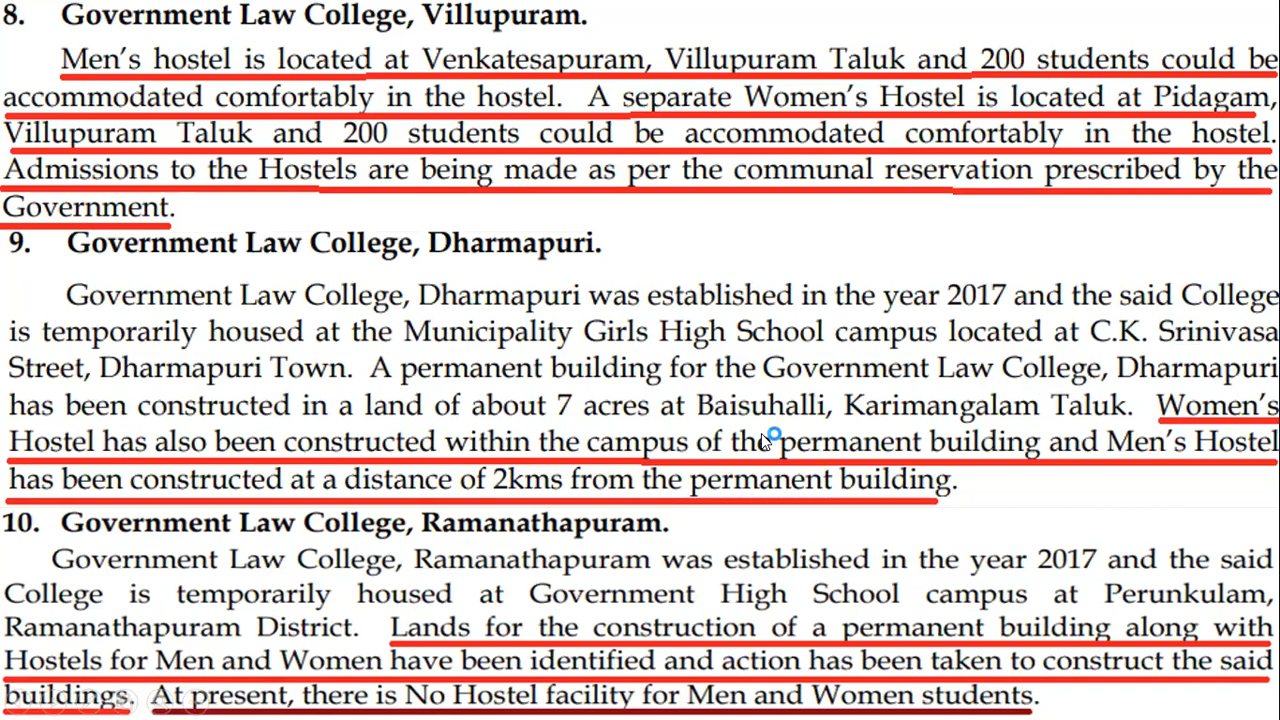 8. Government Law College, Villupuram.
Men's hostel is located at Venkatesapuram, Villupuram Taluk and 200 students could be
accommodated comfortably in the hostel. A separate Women's Hostel is located at Pidagam,
Villupuram Taluk and 200 students could be accommodated comfortably in the hostel.
Admissions to the Hostels are being made as per the communal reservation prescribed by the
Government.
9. Government Law College, Dharmapuri.
Government Law College, Dharmapuri was established in the year 2017 and the said College
is temporarily housed at the Municipality Girls High School campus located at C.K. Srinivasa
Street, Dharmapuri Town. A permanent building for the Government Law College, Dharmapuri
has been constructed in a land of about 7 acres at Baisuhalli, Karimangalam Taluk. Women's
Hostel has also been constructed within the campus of the permanent building and Men's Hostel
has been constructed at a distance of 2kms from the permanent building.
10. Government Law College, Ramanathapuram.
Government Law College, Ramanathapuram was established in the year 2017 and the said
College is temporarily housed at Government High School campus at Perunkulam,
Ramanathapuram District. Lands for the construction of a permanent building along with
Hostels for Men and Women have been identified and action has been taken to construct the said
buildings. At present, there is No Hostel facility for Men and Women students.